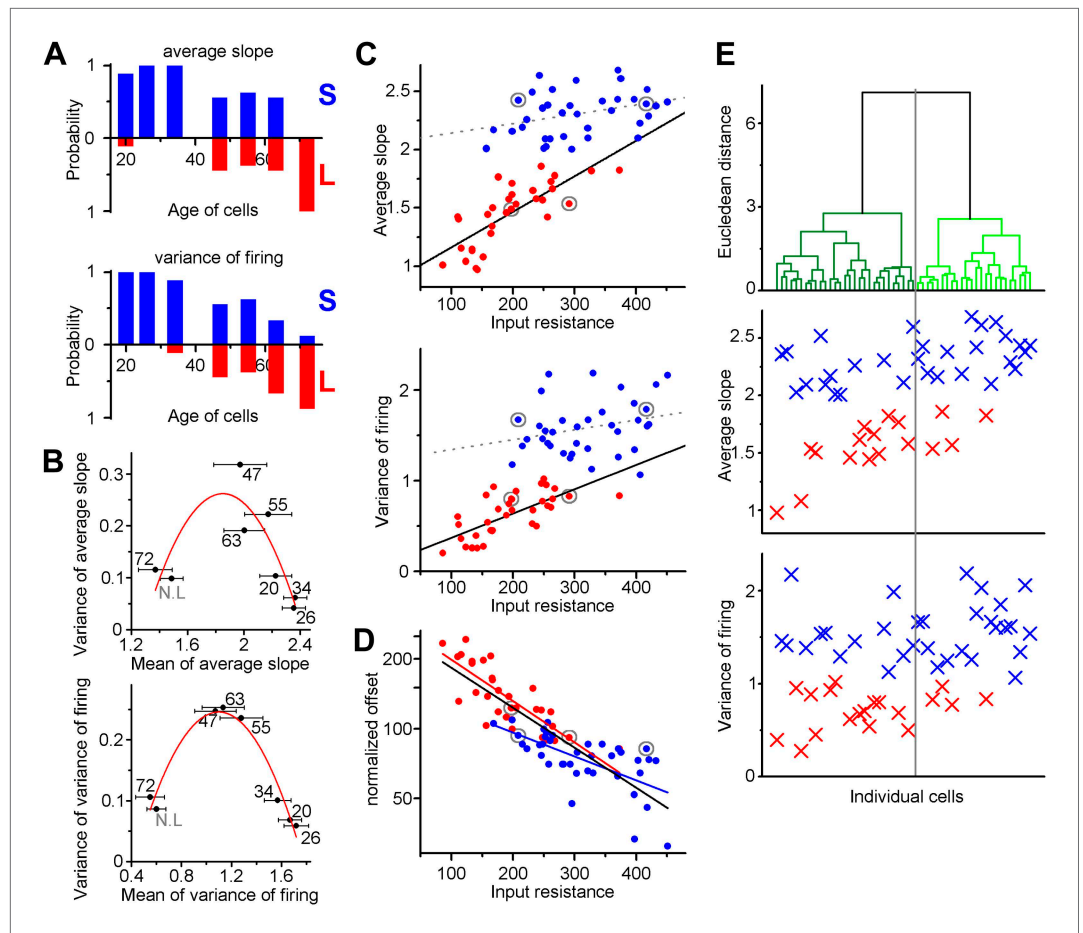 A
average slope
1
0
1
Probability
20
40
60
S
L
Age of cells
variance of firing
1
0
1
Probability
20
40
60
S
L
Age of cells
B
Variance of average slope
0.3
0.2
0.1
0
47
55
63
72
N.L
20
34
26
1.2
1.6
2
2.4
Mean of average slope
Variance of variance of firing
0.2
0.1
0
63
47
55
72
N.L
34
20
26
0.4
0.8
1.2
1.6
Mean of variance of firing
C
Average slope
2.5
2
1.5
1
100
200
300
400
Input resistance
Variance of firing
2
1
0
100
200
300
400
Input resistance
D
normalized offset
200
100
50
100
200
300
400
Input resistance
E
Eucledean distance
6
3
0
Average slope
2.5
2
1.5
1
Variance of firing
2
1
0
Individual cells